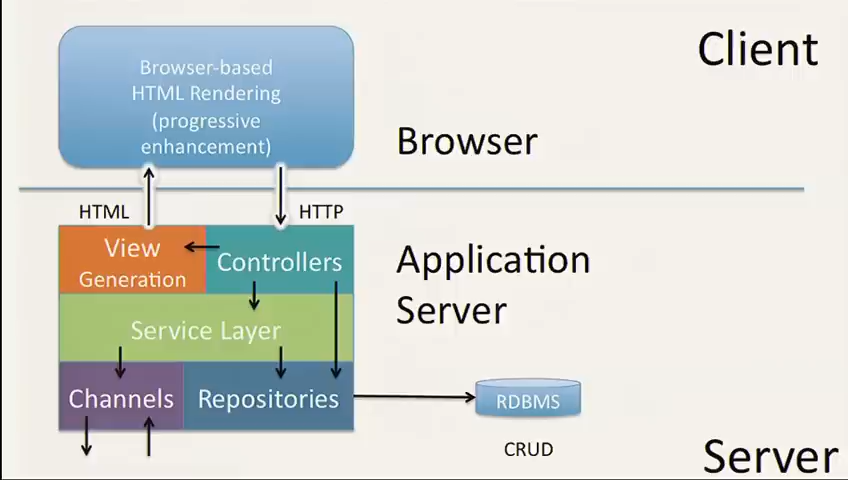 Client
Browser-based
HTML Rendering
(progressive
enhancement)
Browser
HTML
HTTP
View
Generation
Controllers
Application
Server
Service Layer
Channels
Repositories
RDBMS
CRUD
Server